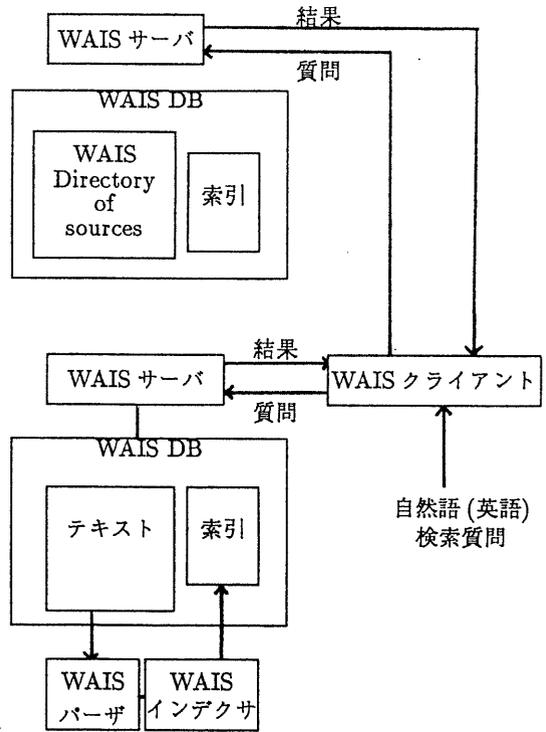 結果
WAIS サーバ
質問
WAIS DB
WAIS
Directory
of
sources
索引
結果
WAIS サーバ
WAIS クライアント
質問
WAIS DB
テキスト
索引
自然語 (英語)
検索質問
WAIS
パーザ
WAIS
インデクサ